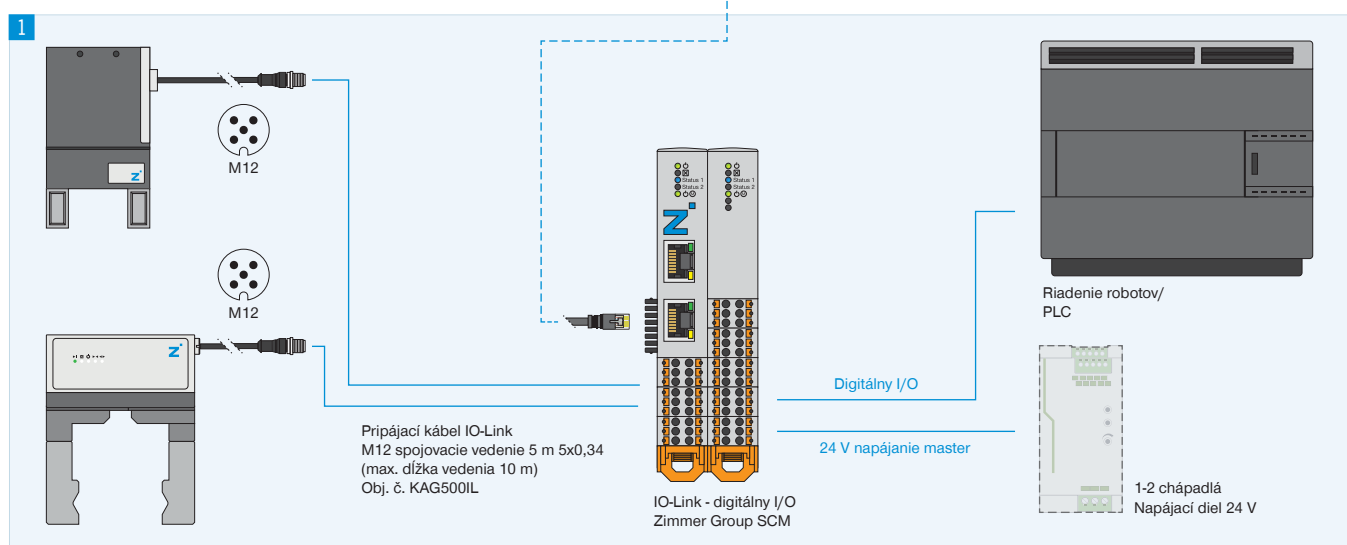 1
M12
M12
Status 1
Status 2
Status 1
Status 2
Riadenie robotov/
PLC
Digitálny I/O
24 V napájanie master
Pripájací kábel IO-Link
M12 spojovacie vedenie 5 m 5x0,34
(max. dĺžka vedenia 10 m)
Obj. č. KAG500IL
IO-Link - digitálny I/O
Zimmer Group SCM
1-2 chápadlá
Napájací diel 24 V